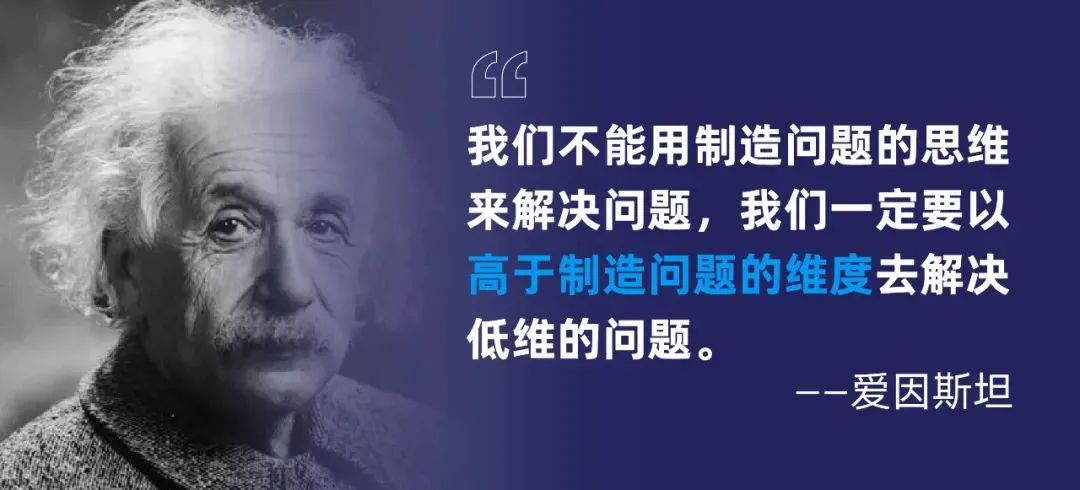 我们不能用制造问题的思维
来解决问题，我们一定要以
高于制造问题的维度去解决
低维的问题。
——爱因斯坦